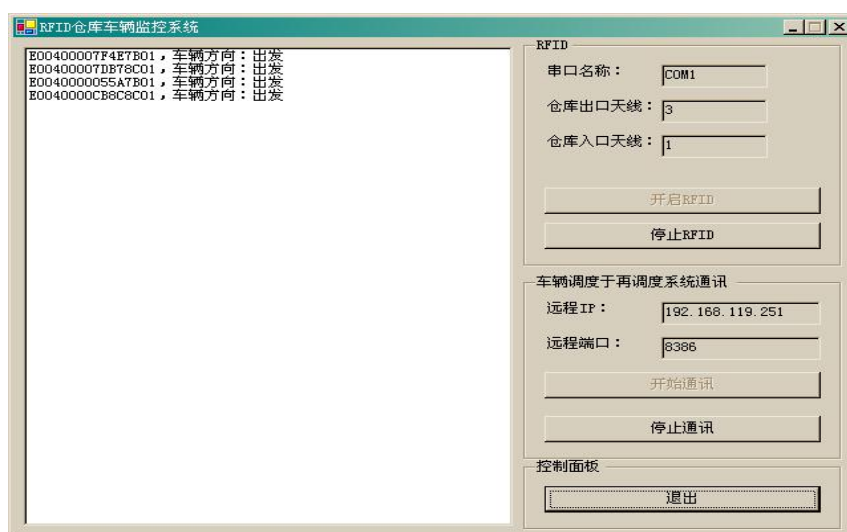 RFID仓库车辆监控系统
E00400007F4E7B01，车辆方向：出发
E00400007DB78C01，车辆方向：出发
E0040000055A7B01，车辆方向：出发
E0040000CB8C8C01，车辆方向：出发
RFID
串口名称： COM1
仓库出口天线： 3
仓库入口天线： 1
开启RFID
停止RFID
车辆调度于再调度系统通讯
远程IP： 192.168.119.251
远程端口： 8386
开始通讯
停止通讯
控制面板
退出